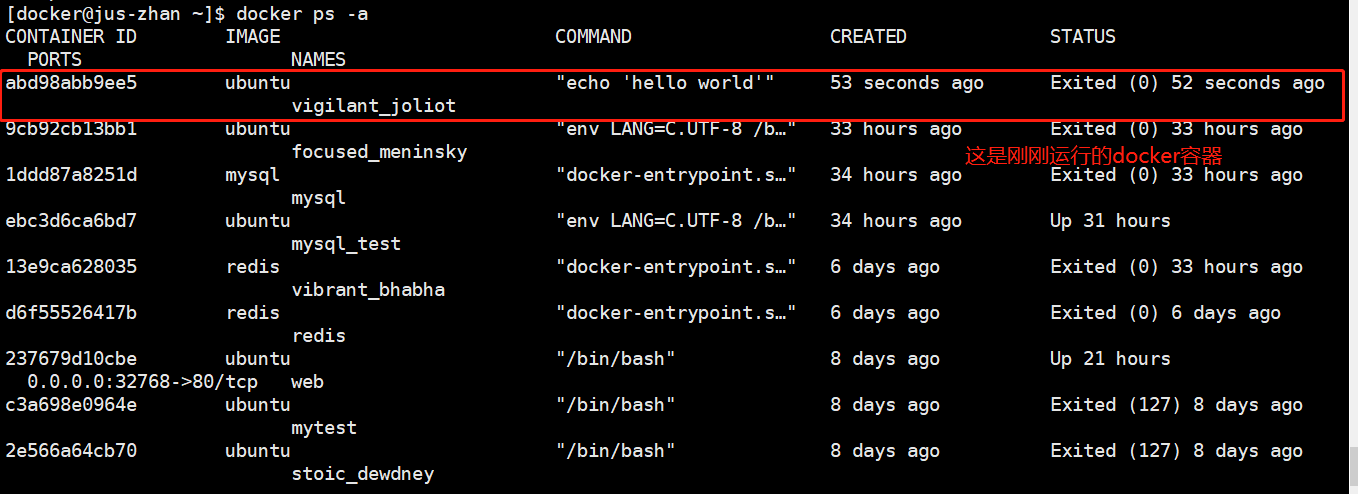 [docker@jus-zhan ~]$ docker ps -a
CONTAINER ID        IMAGE                         COMMAND                  CREATED             STATUS
  PORTS                   NAMES
abd98abb9ee5        ubuntu                        "echo 'hello world'"     53 seconds ago      Exited (0) 52 seconds ago
                          vigilant_joliot
9cb92cb13bb1        ubuntu                        "env LANG=C.UTF-8 /b…"   33 hours ago        Exited (0) 33 hours ago
                          focused_meninsky
这是刚刚运行的docker容器
1ddd87a8251d        mysql                         "docker-entrypoint.s…"   34 hours ago        Exited (0) 33 hours ago
                          mysql
ebc3d6ca6bd7        ubuntu                        "env LANG=C.UTF-8 /b…"   34 hours ago        Up 31 hours
                          mysql_test
13e9ca628035        redis                         "docker-entrypoint.s…"   6 days ago          Exited (0) 33 hours ago
                          vibrant_bhabha
d6f55526417b        redis                         "docker-entrypoint.s…"   6 days ago          Exited (0) 6 days ago
                          redis
237679d10cbe        ubuntu                        "/bin/bash"              8 days ago          Up 21 hours
  0.0.0.0:32768->80/tcp   web
c3a698e0964e        ubuntu                        "/bin/bash"              8 days ago          Exited (127) 8 days ago
                          mytest
2e566a64cb70        ubuntu                        "/bin/bash"              8 days ago          Exited (127) 8 days ago
                          stoic_dewdney